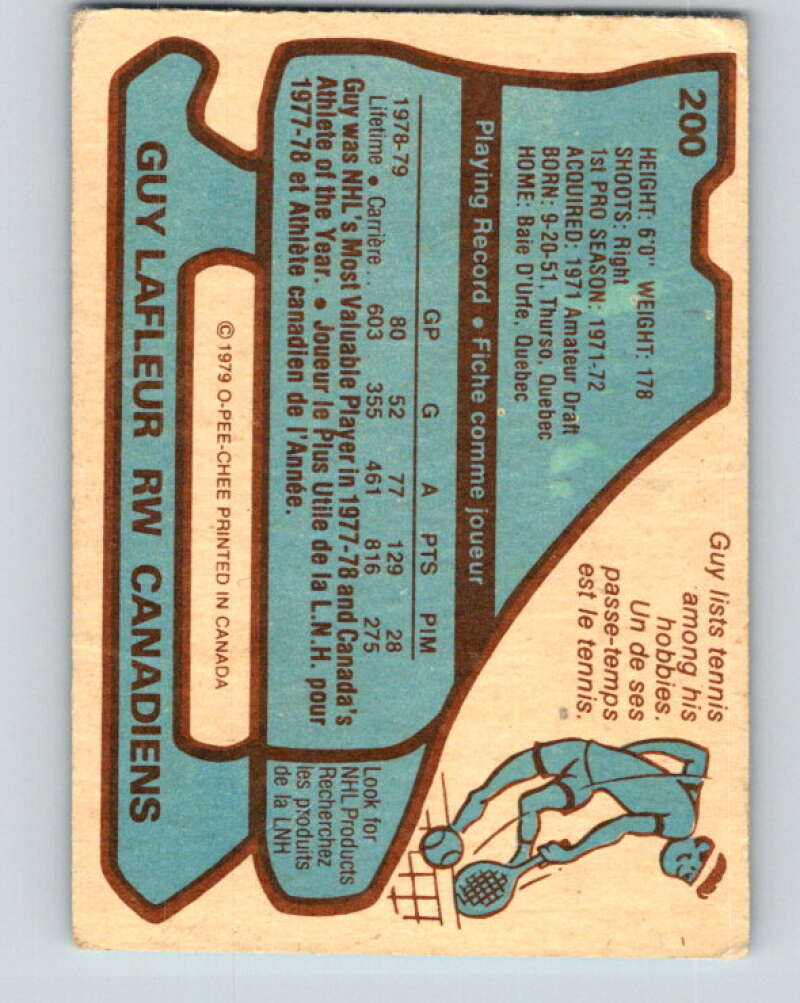 200
HEIGHT: 6'0" WEIGHT: 178
SHOOTS: Right
1st PRO SEASON: 1971-72
ACQUIRED: 1971 Amateur Draft
BORN: 9-20-51, Thurso, Quebec
HOME: Baie D'Urfe, Quebec
Guy lists tennis
among his
hobbies.
Un de ses
passe-temps
est le tennis.
Playing Record • Fiche comme joueur
GP G A PTS PIM
1978-79 80 52 77 129 28
Lifetime • Carrière... 603 355 461 816 275
Guy was NHL's Most Valuable Player in 1977-78 and Canada's
Athlete of the Year. • Joueur le Plus Utile de la L.N.H. pour
1977-78 et Athlète canadien de l'Année.
Look for
NHL Products
Recherchez
les produits
de la LNH
© 1979 O-PEE-CHEE PRINTED IN CANADA
GUY LAFLEUR RW CANADIENS